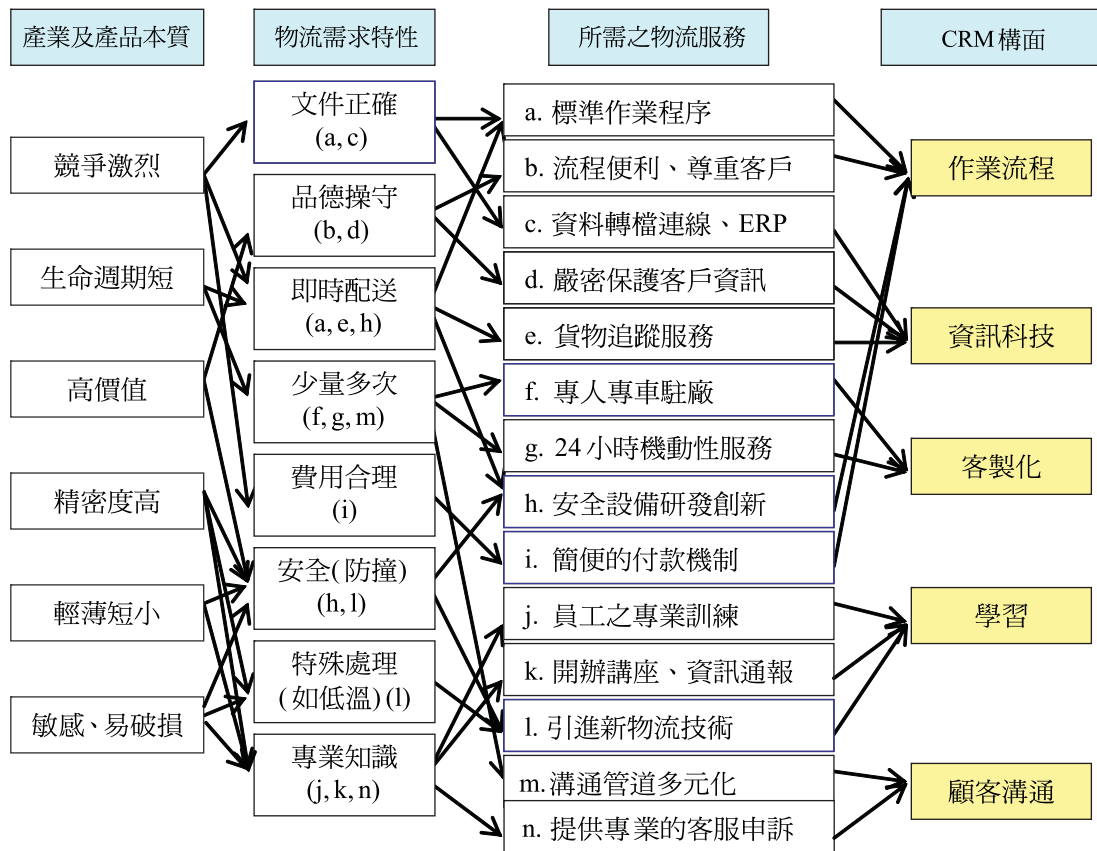 產業及產品本質
物流需求特性
所需之物流服務
CRM構面
競爭激烈
生命週期短
高價值
精密度高
輕薄短小
敏感、易破損
文件正確
(a, c)
品德操守
(b, d)
即時配送
(a, e, h)
少量多次
(f, g, m)
費用合理
(i)
安全(防撞)
(h, l)
特殊處理
(如低溫)(l)
專業知識
(j, k, n)
a. 標準作業程序
b. 流程便利、尊重客戶
c. 資料轉檔連線、ERP
d. 嚴密保護客戶資訊
e. 貨物追蹤服務
f. 專人專車駐廠
g. 24小時機動性服務
h. 安全設備研發創新
i. 簡便的付款機制
j. 員工之專業訓練
k. 開辦講座、資訊通報
l. 引進新物流技術
m.溝通管道多元化
n. 提供專業的客服申訴
作業流程
資訊科技
客製化
學習
顧客溝通